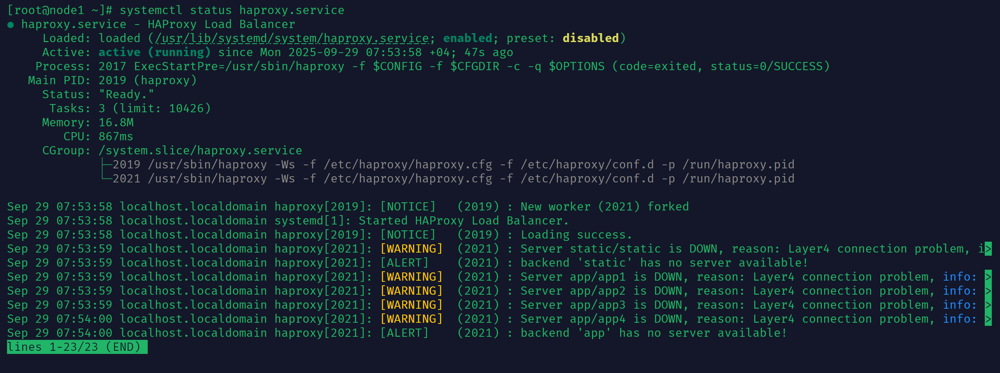 [root@node1 ~]# systemctl status haproxy.service
● haproxy.service - HAProxy Load Balancer
     Loaded: loaded (/usr/lib/systemd/system/haproxy.service; enabled; preset: disabled)
     Active: active (running) since Mon 2025-09-29 07:53:58 +04; 47s ago
    Process: 2017 ExecStartPre=/usr/sbin/haproxy -f $CONFIG -f $CFGDIR -c -q $OPTIONS (code=exited, status=0/SUCCESS)
   Main PID: 2019 (haproxy)
     Status: "Ready."
      Tasks: 3 (limit: 10426)
     Memory: 16.8M
        CPU: 867ms
     CGroup: /system.slice/haproxy.service
             ├─2019 /usr/sbin/haproxy -Ws -f /etc/haproxy/haproxy.cfg -f /etc/haproxy/conf.d -p /run/haproxy.pid
             └─2021 /usr/sbin/haproxy -Ws -f /etc/haproxy/haproxy.cfg -f /etc/haproxy/conf.d -p /run/haproxy.pid

Sep 29 07:53:58 localhost.localdomain haproxy[2019]: [NOTICE]   (2019) : New worker (2021) forked
Sep 29 07:53:58 localhost.localdomain systemd[1]: Started HAProxy Load Balancer.
Sep 29 07:53:58 localhost.localdomain haproxy[2019]: [NOTICE]   (2019) : Loading success.
Sep 29 07:53:59 localhost.localdomain haproxy[2021]: [WARNING]  (2021) : Server static/static is DOWN, reason: Layer4 connection problem, i>
Sep 29 07:53:59 localhost.localdomain haproxy[2021]: [ALERT]    (2021) : backend 'static' has no server available!
Sep 29 07:53:59 localhost.localdomain haproxy[2021]: [WARNING]  (2021) : Server app/app1 is DOWN, reason: Layer4 connection problem, info: >
Sep 29 07:53:59 localhost.localdomain haproxy[2021]: [WARNING]  (2021) : Server app/app2 is DOWN, reason: Layer4 connection problem, info: >
Sep 29 07:53:59 localhost.localdomain haproxy[2021]: [WARNING]  (2021) : Server app/app3 is DOWN, reason: Layer4 connection problem, info: >
Sep 29 07:54:00 localhost.localdomain haproxy[2021]: [WARNING]  (2021) : Server app/app4 is DOWN, reason: Layer4 connection problem, info: >
Sep 29 07:54:00 localhost.localdomain haproxy[2021]: [ALERT]    (2021) : backend 'app' has no server available!
lines 1-23/23 (END)